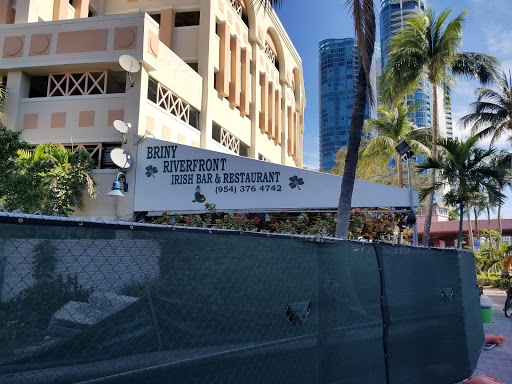 BRINY
RIVERFRONT
IRISH BAR & RESTAURANT
(954) 376 4742